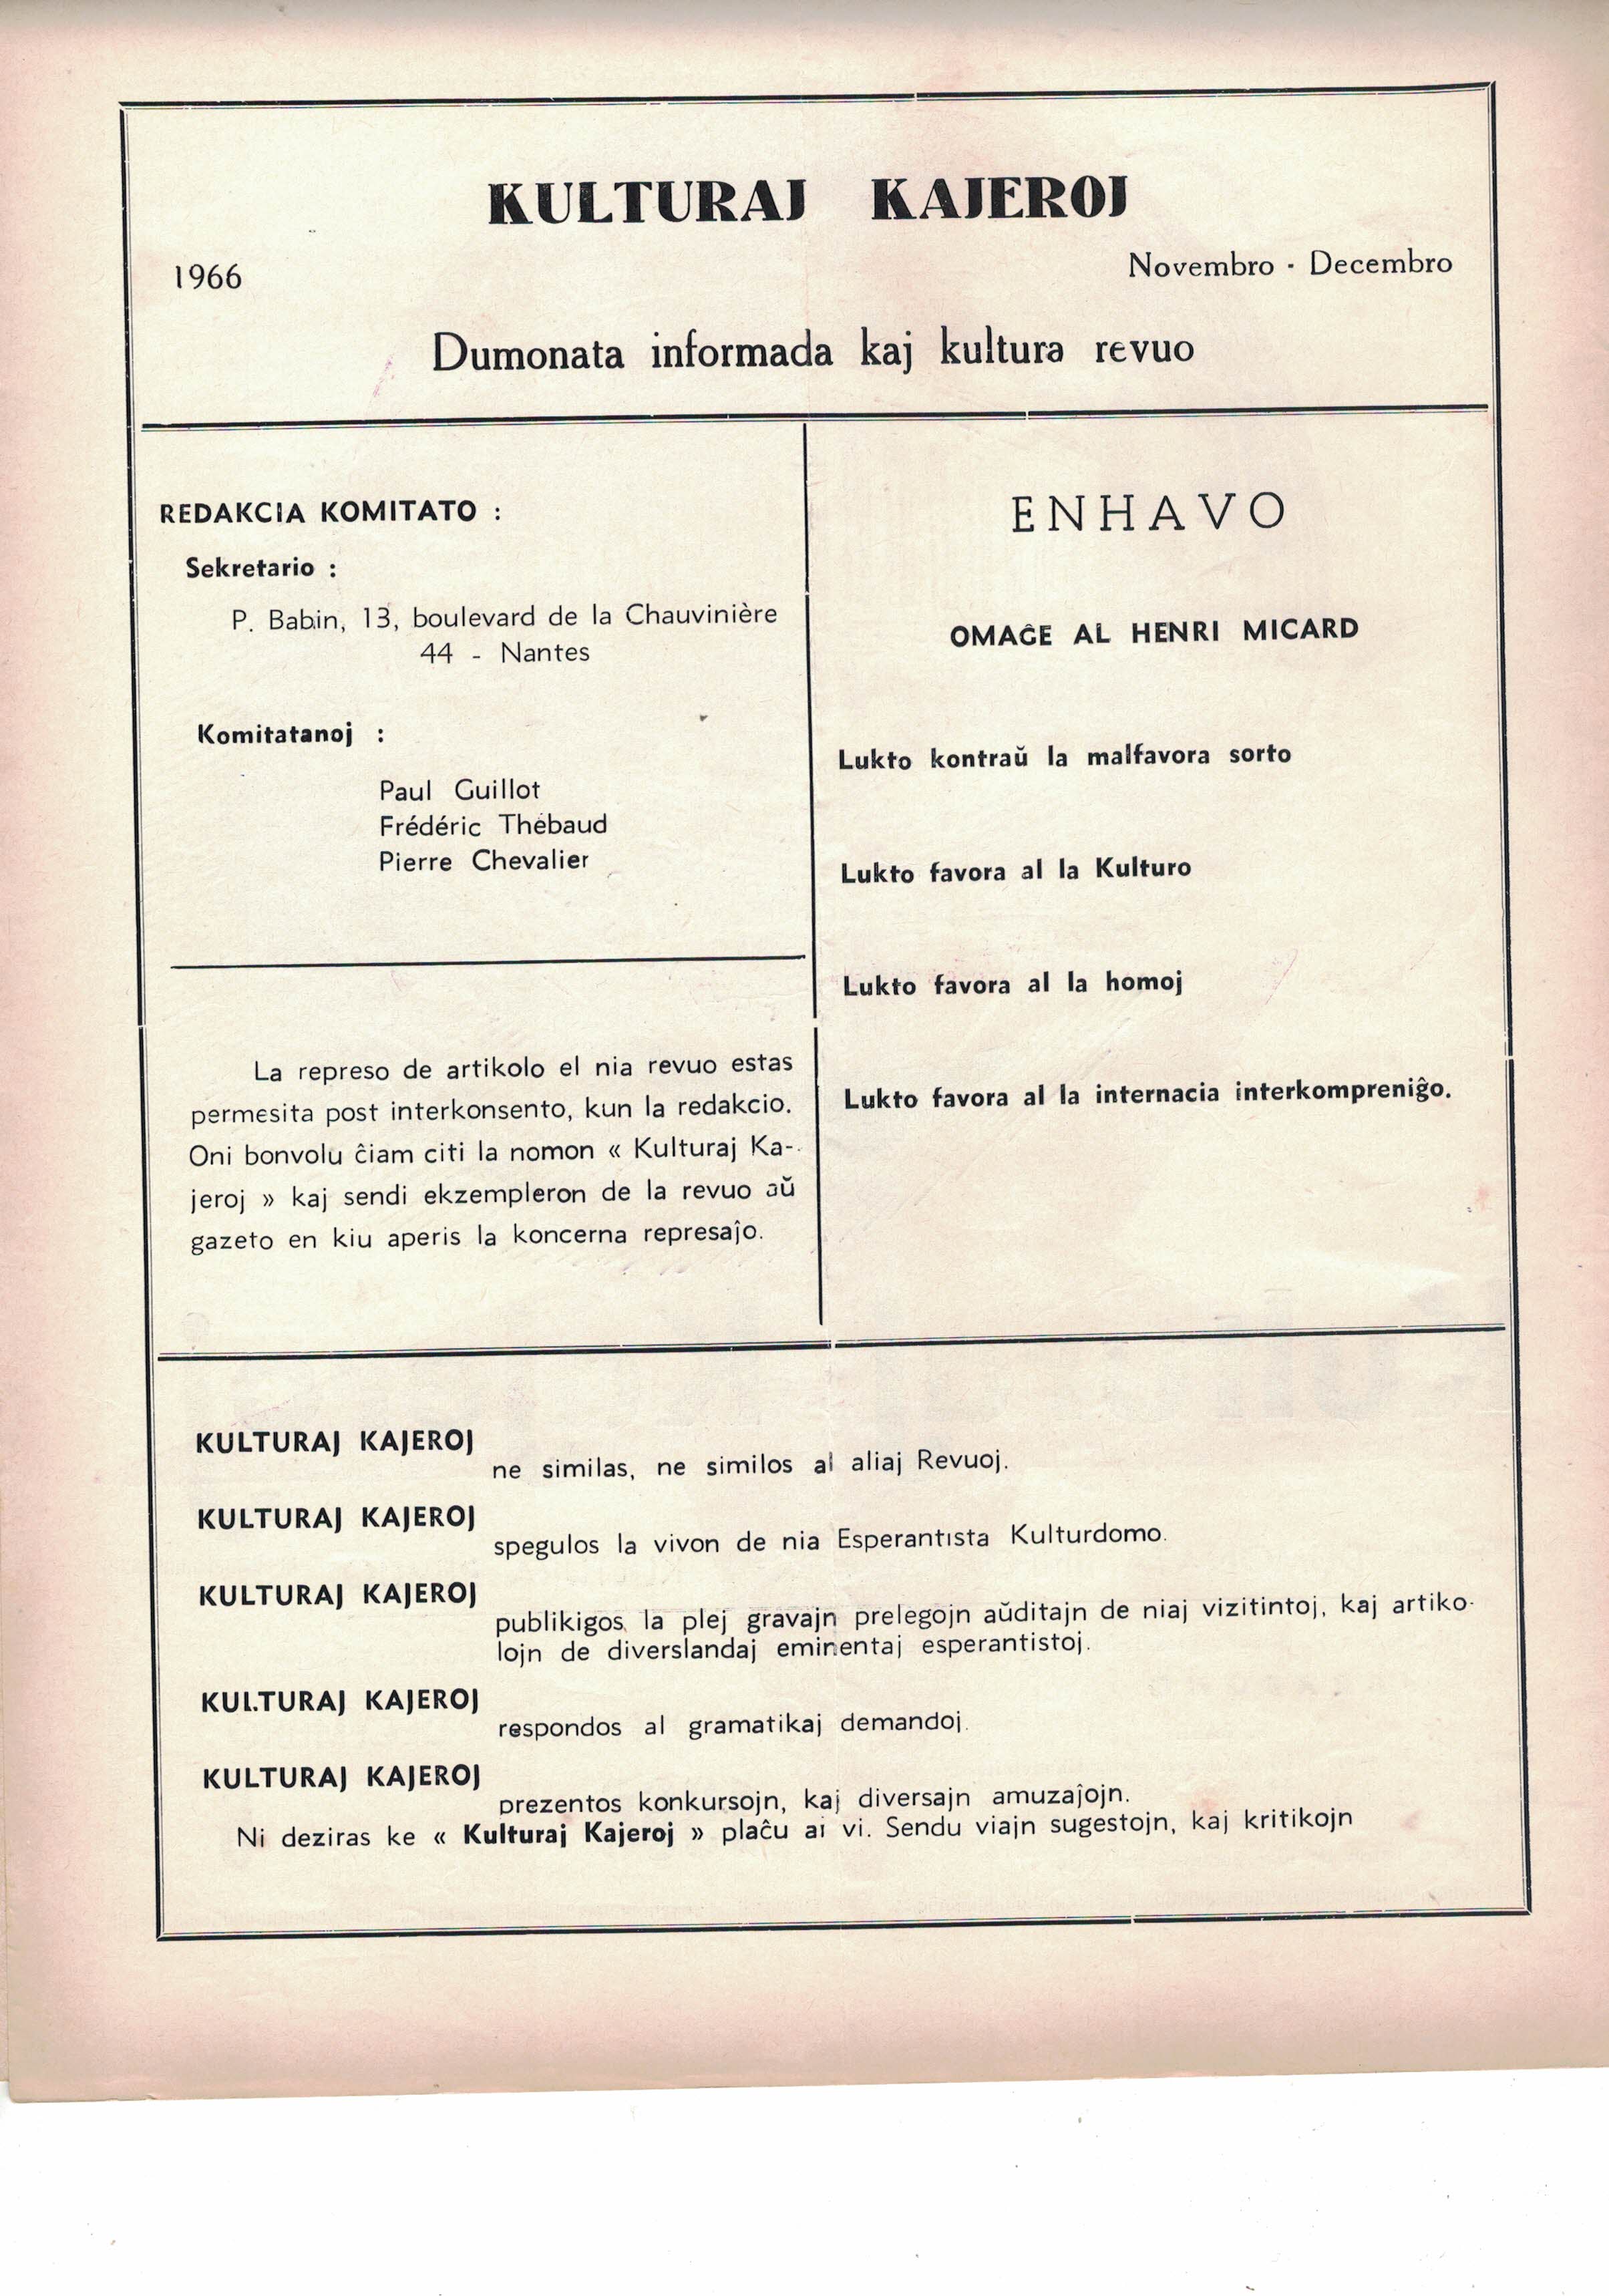 KULTURAJ KAJEROJ
1966
Novembro - Decembro
Dumonata informada kaj kultura revuo
REDAKCIA KOMITATO :
Sekretario :
P. Babin, 13, boulevard de la Chauvinière
44 - Nantes
Komitatanoj :
Paul Guillot
Frédéric Thébaud
Pierre Chevalier
La represo de artikolo el nia revuo estas
permesita post interkonsento, kun la redakcio.
Oni bonvolu ĉiam citi la nomon « Kulturaj Ka-
jeroj » kaj sendi ekzempleron de la revuo aŭ
gazeto en kiu aperis la koncerna represaĵo.
ENHAVO
OMAĜE AL HENRI MICARD
Lukto kontraŭ la malfavora sorto
Lukto favora al la Kulturo
Lukto favora al la homoj
Lukto favora al la internacia interkompreniĝo.
KULTURAJ KAJEROJ
ne similas, ne similos al aliaj Revuoj.
KULTURAJ KAJEROJ
spegulos la vivon de nia Esperantista Kulturdomo.
KULTURAJ KAJEROJ
publikigos la plej gravajn prelegojn aŭditajn de niaj vizitintoj, kaj artiko-
lojn de diverslandaj eminentaj esperantistoj.
KULTURAJ KAJEROJ
respondos al gramatikaj demandoj.
KULTURAJ KAJEROJ
prezentos konkursojn, kaj diversajn amuzaĵojn.
Ni deziras ke « Kulturaj Kajeroj » plaĉu al vi. Sendu viajn sugestojn, kaj kritikojn